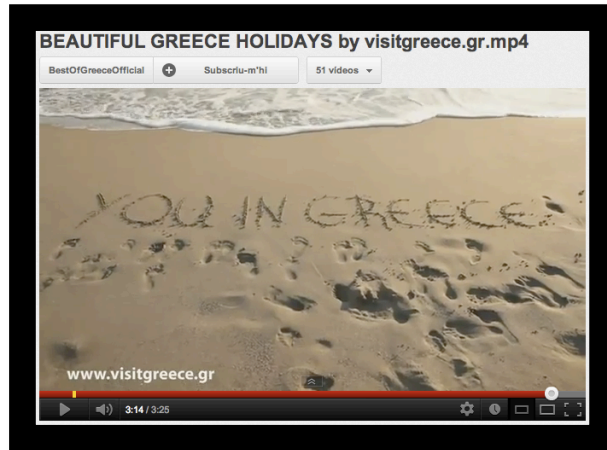 BEAUTIFUL GREECE HOLIDAYS by visitgreece.gr.mp4
BestOfGreeceOfficial Subscriu-m'hi 51 vídeos
YOU IN GREECE
www.visitgreece.gr
3:14 / 3:25